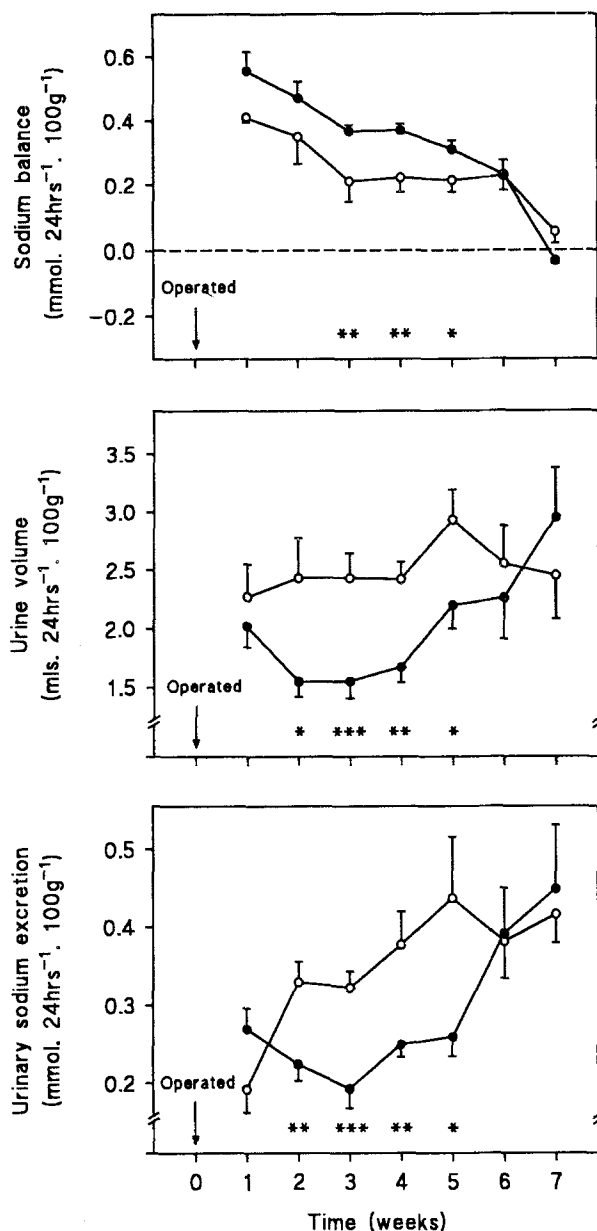 Sodium balance
(mmol. 24hrs⁻¹. 100g⁻¹)
0.6
0.4
0.2
0.0
−0.2
Operated
** ** *
Urine volume
(mls. 24hrs⁻¹. 100g⁻¹)
3.5
3.0
2.5
2.0
1.5
Operated
* *** ** *
Urinary sodium excretion
(mmol. 24hrs⁻¹. 100g⁻¹)
0.5
0.4
0.3
0.2
Operated
** *** ** *
0 1 2 3 4 5 6 7
Time (weeks)